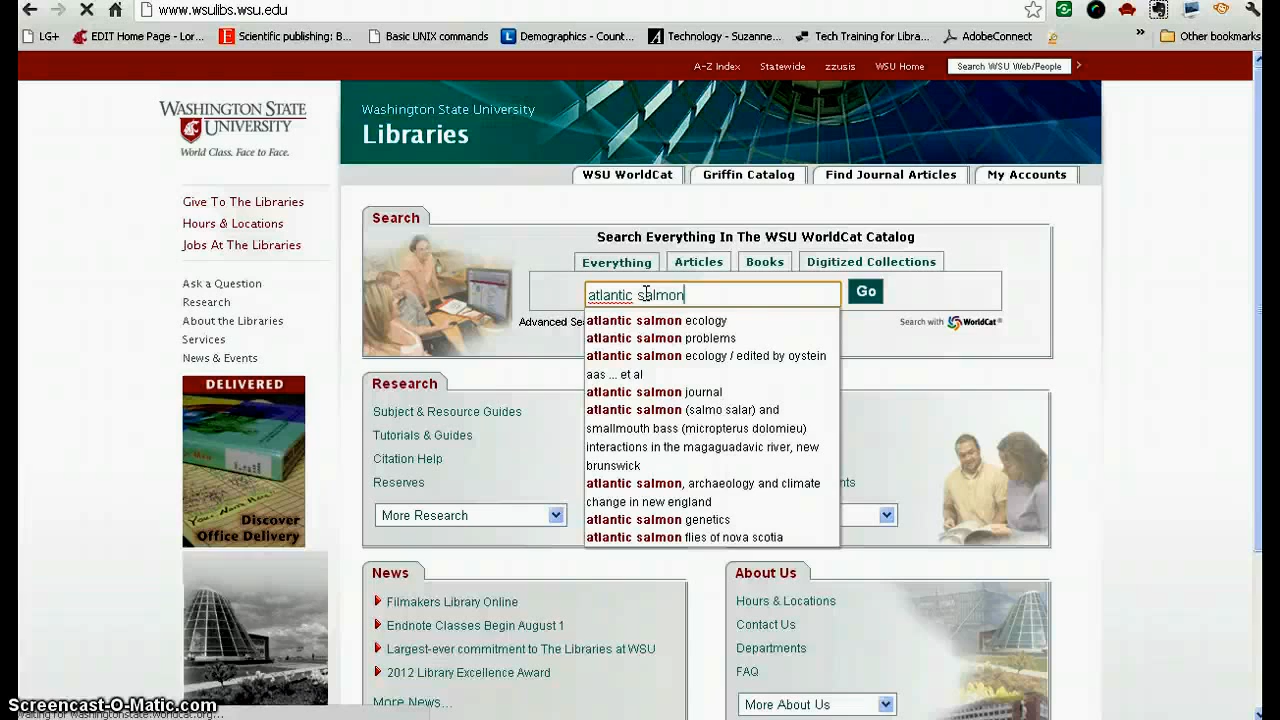 www.wsulibs.wsu.edu
LG+
EDIT Home Page - Lor...
Scientific publishing: B...
Basic UNIX commands
Demographics - Count...
Technology - Suzanne...
Tech Training for Libra...
AdobeConnect
»
Other bookmarks
A-Z Index
Statewide
zzusis
WSU Home
Search WSU Web/People
WASHINGTON STATE
UNIVERSITY
World Class. Face to Face.
Washington State University
Libraries
WSU WorldCat
Griffin Catalog
Find Journal Articles
My Accounts
Give To The Libraries
Hours & Locations
Jobs At The Libraries
Ask a Question
Research
About the Libraries
Services
News & Events
DELIVERED
Discover
Office Delivery
Search
Search Everything In The WSU WorldCat Catalog
Everything
Articles
Books
Digitized Collections
atlantic salmon
Go
Advanced Se
Search with WorldCat
atlantic salmon ecology
atlantic salmon problems
atlantic salmon ecology / edited by oystein
aas ... et al
atlantic salmon journal
atlantic salmon (salmo salar) and
smallmouth bass (micropterus dolomieu)
interactions in the magaguadavic river, new
brunswick
atlantic salmon, archaeology and climate
change in new england
atlantic salmon genetics
atlantic salmon flies of nova scotia
Research
Subject & Resource Guides
Tutorials & Guides
Citation Help
Reserves
More Research
ents
News
Filmakers Library Online
Endnote Classes Begin August 1
Largest-ever commitment to The Libraries at WSU
2012 Library Excellence Award
More News...
About Us
Hours & Locations
Contact Us
Departments
FAQ
More About Us
Screencast-O-Matic.com